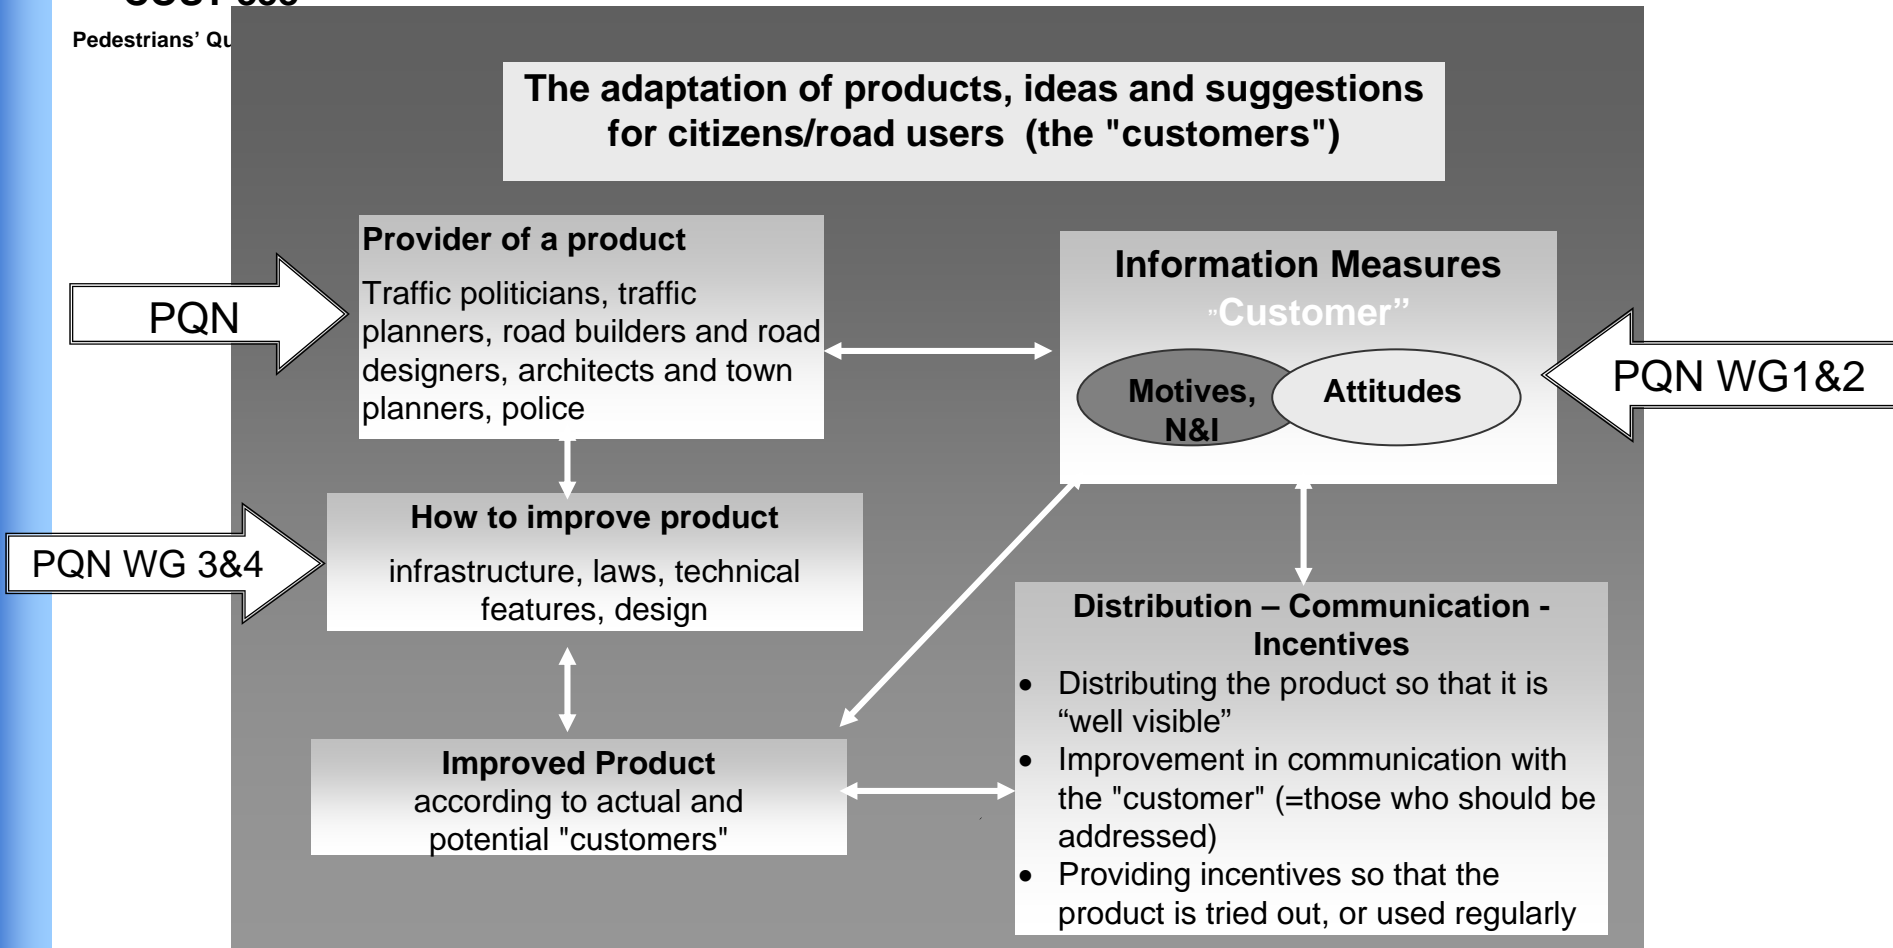 Pedestrians’ Qu
The adaptation of products, ideas and suggestions
for citizens/road users (the "customers")
Provider of a product
Traffic politicians, traffic
planners, road builders and road
designers, architects and town
planners, police
PQN
Information Measures
”Customer”
Motives,
N&I
Attitudes
PQN WG1&2
How to improve product
infrastructure, laws, technical
features, design
PQN WG 3&4
Improved Product
according to actual and
potential "customers"
Distribution – Communication -
Incentives
• Distributing the product so that it is
“well visible”
• Improvement in communication with
the "customer" (=those who should be
addressed)
• Providing incentives so that the
product is tried out, or used regularly